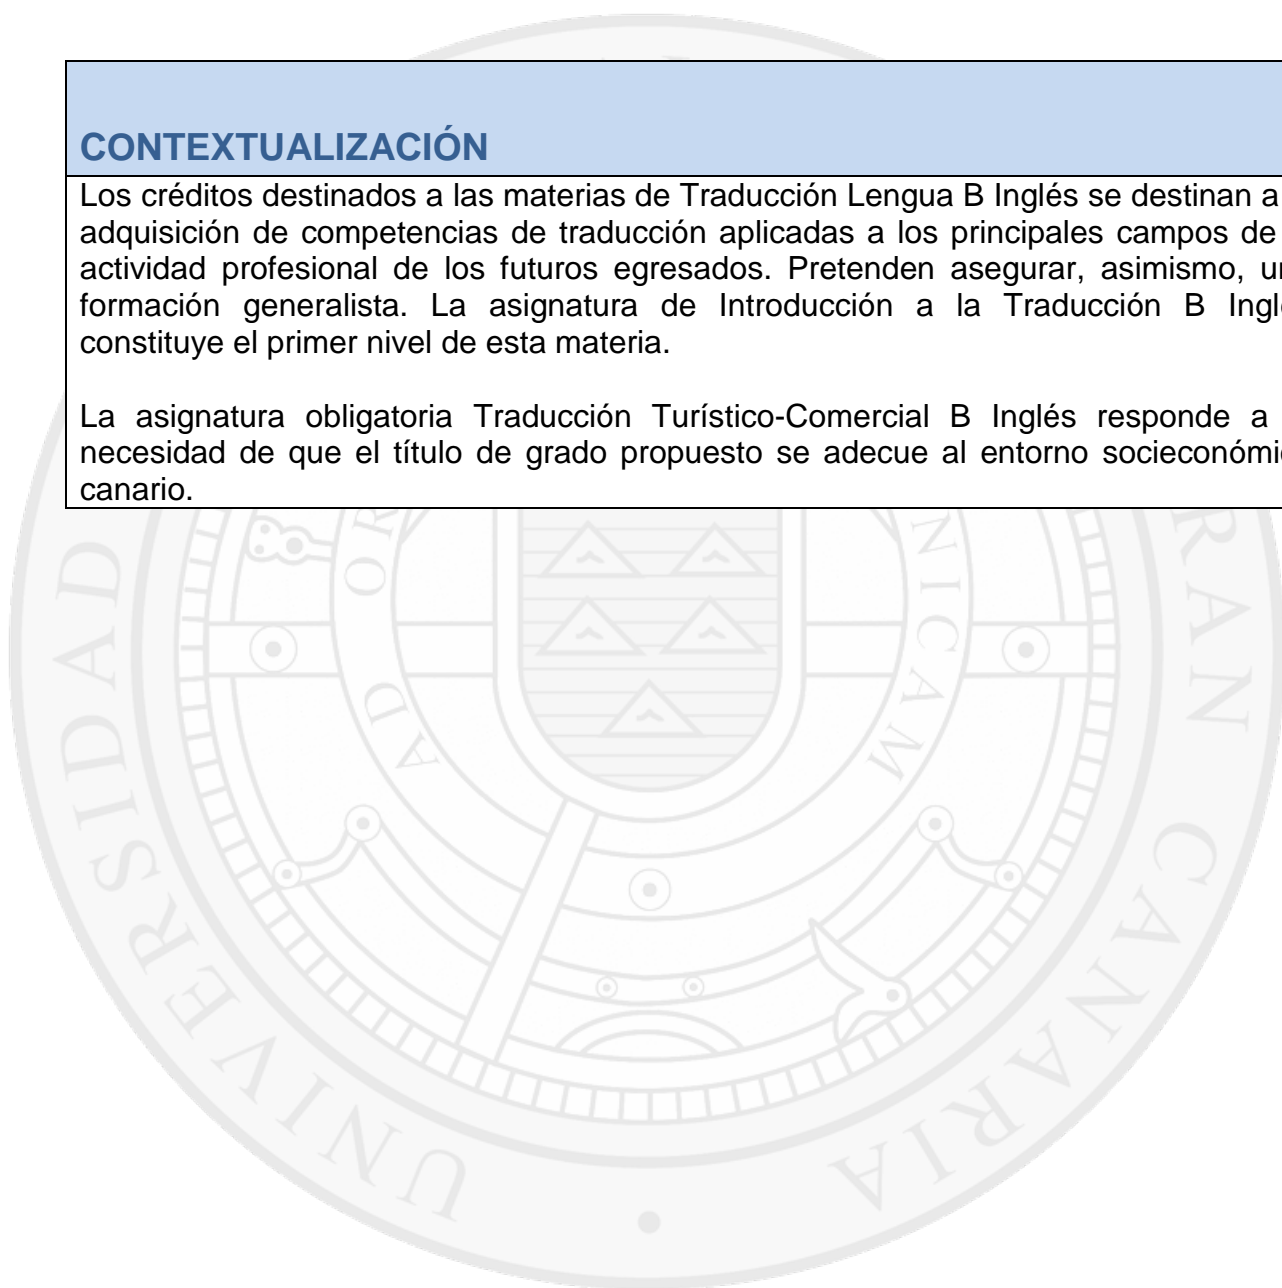 CONTEXTUALIZACIÓN
Los créditos destinados a las materias de Traducción Lengua B Inglés se destinan a
adquisición de competencias de traducción aplicadas a los principales campos de
actividad profesional de los futuros egresados. Pretenden asegurar, asimismo,
formación generalista. La asignatura de Introducción a la Traducción B
constituye el primer nivel de esta materia.
La asignatura obligatoria Traducción Turístico-Comercial B Inglés responde a
necesidad de que el título de grado propuesto se adecue al entorno
canario.
UNIVERSIDAD
GRAN CANARIA